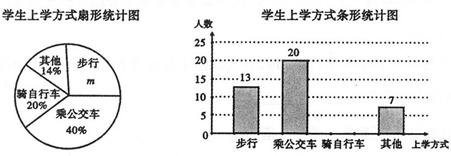 学生上学方式扇形统计图
其他
14%
步行
m
骑自行车
20%
乘公交车
40%
学生上学方式条形统计图
人数
25
20
15
10
5
0
13
20
7
步行
乘公交车
骑自行车
其他
上学方式